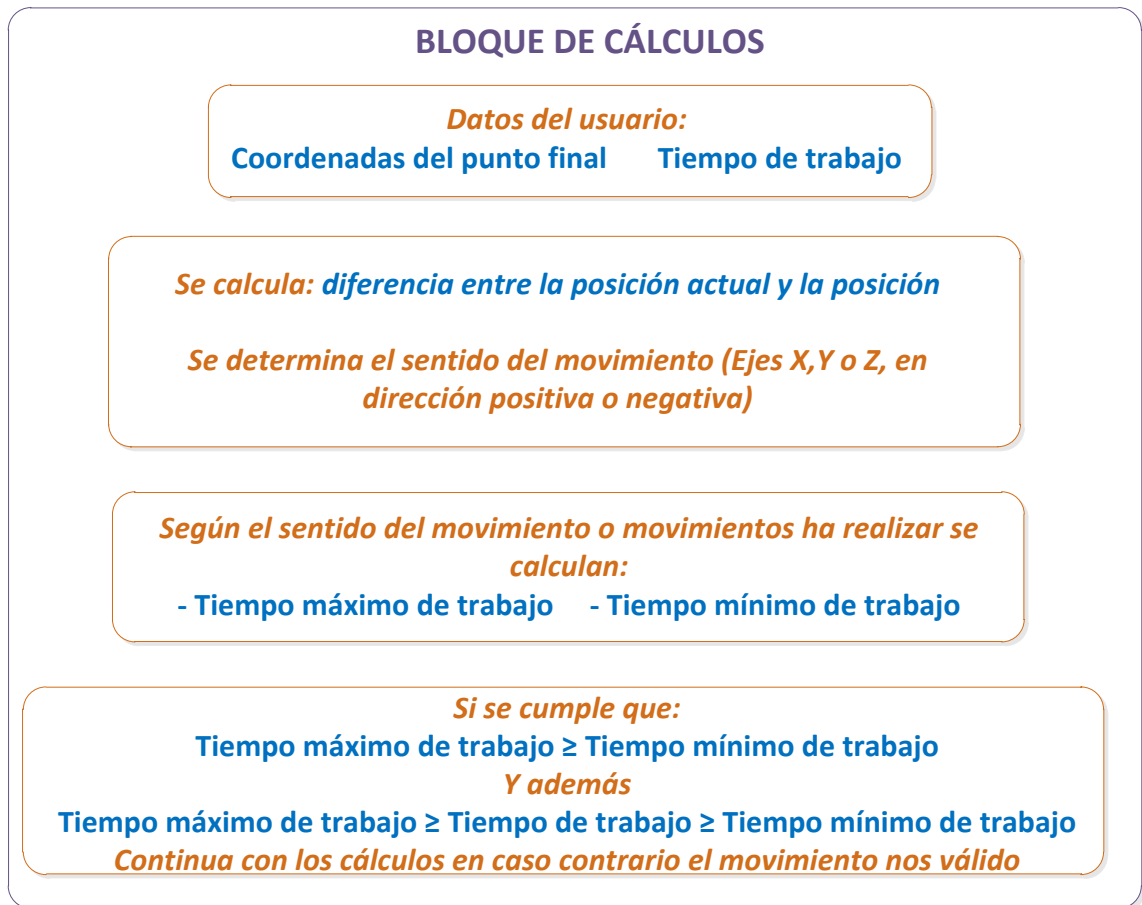 BLOQUE DE CÁLCULOS
Datos del usuario:
Coordenadas del punto final Tiempo de trabajo
Se calcula: diferencia entre la posición actual y la posición
Se determina el sentido del movimiento (Ejes X,Y o Z, en
dirección positiva o negativa)
Según el sentido del movimiento o movimientos ha realizar se
calculan:
- Tiempo máximo de trabajo - Tiempo mínimo de trabajo
Si se cumple que:
Tiempo máximo de trabajo ≥ Tiempo mínimo de trabajo
Y además
Tiempo máximo de trabajo ≥ Tiempo de trabajo ≥ Tiempo mínimo de trabajo
Continua con los cálculos en caso contrario el movimiento nos válido